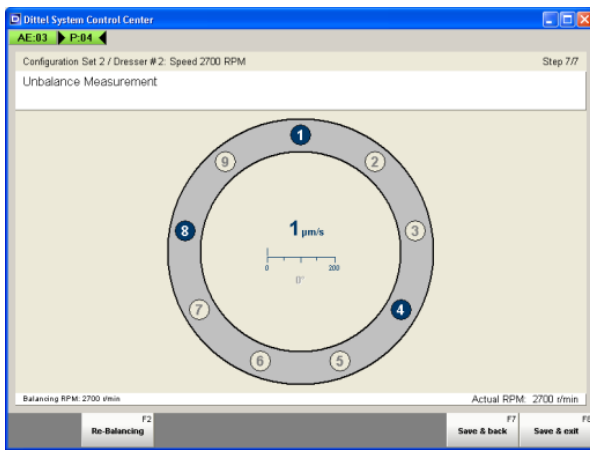 Dittel System Control Center
AE:03 P:04
Configuration Set 2 / Dresser #2: Speed 2700 RPM Step 7/7
Unbalance Measurement
1
9 2
8 1 µm/s 3
0 200
0°
7 4
6 5
Balancing RPM: 2700 r/min Actual RPM: 2700 r/min
F2 F7 F8
Re-Balancing Save & back Save & exit